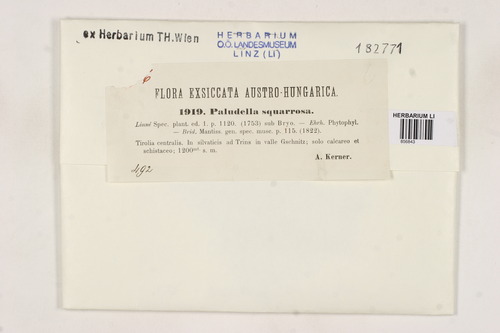 ex Herbarium TH.Wien
HERBARIUM
O.Ö. LANDESMUSEUM
LINZ (LI)
182771
FLORA EXSICCATA AUSTRO-HUNGARICA.
1919. Paludella squarrosa.
Linné Spec. plant. ed. 1. p. 1120. (1753) sub Bryo. — Ehrh. Phytophyl.
— Brid. Mantiss. gen. spec. musc. p. 115. (1822).
Tirolia centralis. In silvaticis ad Trins in valle Gschnitz; solo calcareo et
schistaceo; 1200 s. m.
A. Kerner.
492
HERBARIUM LI